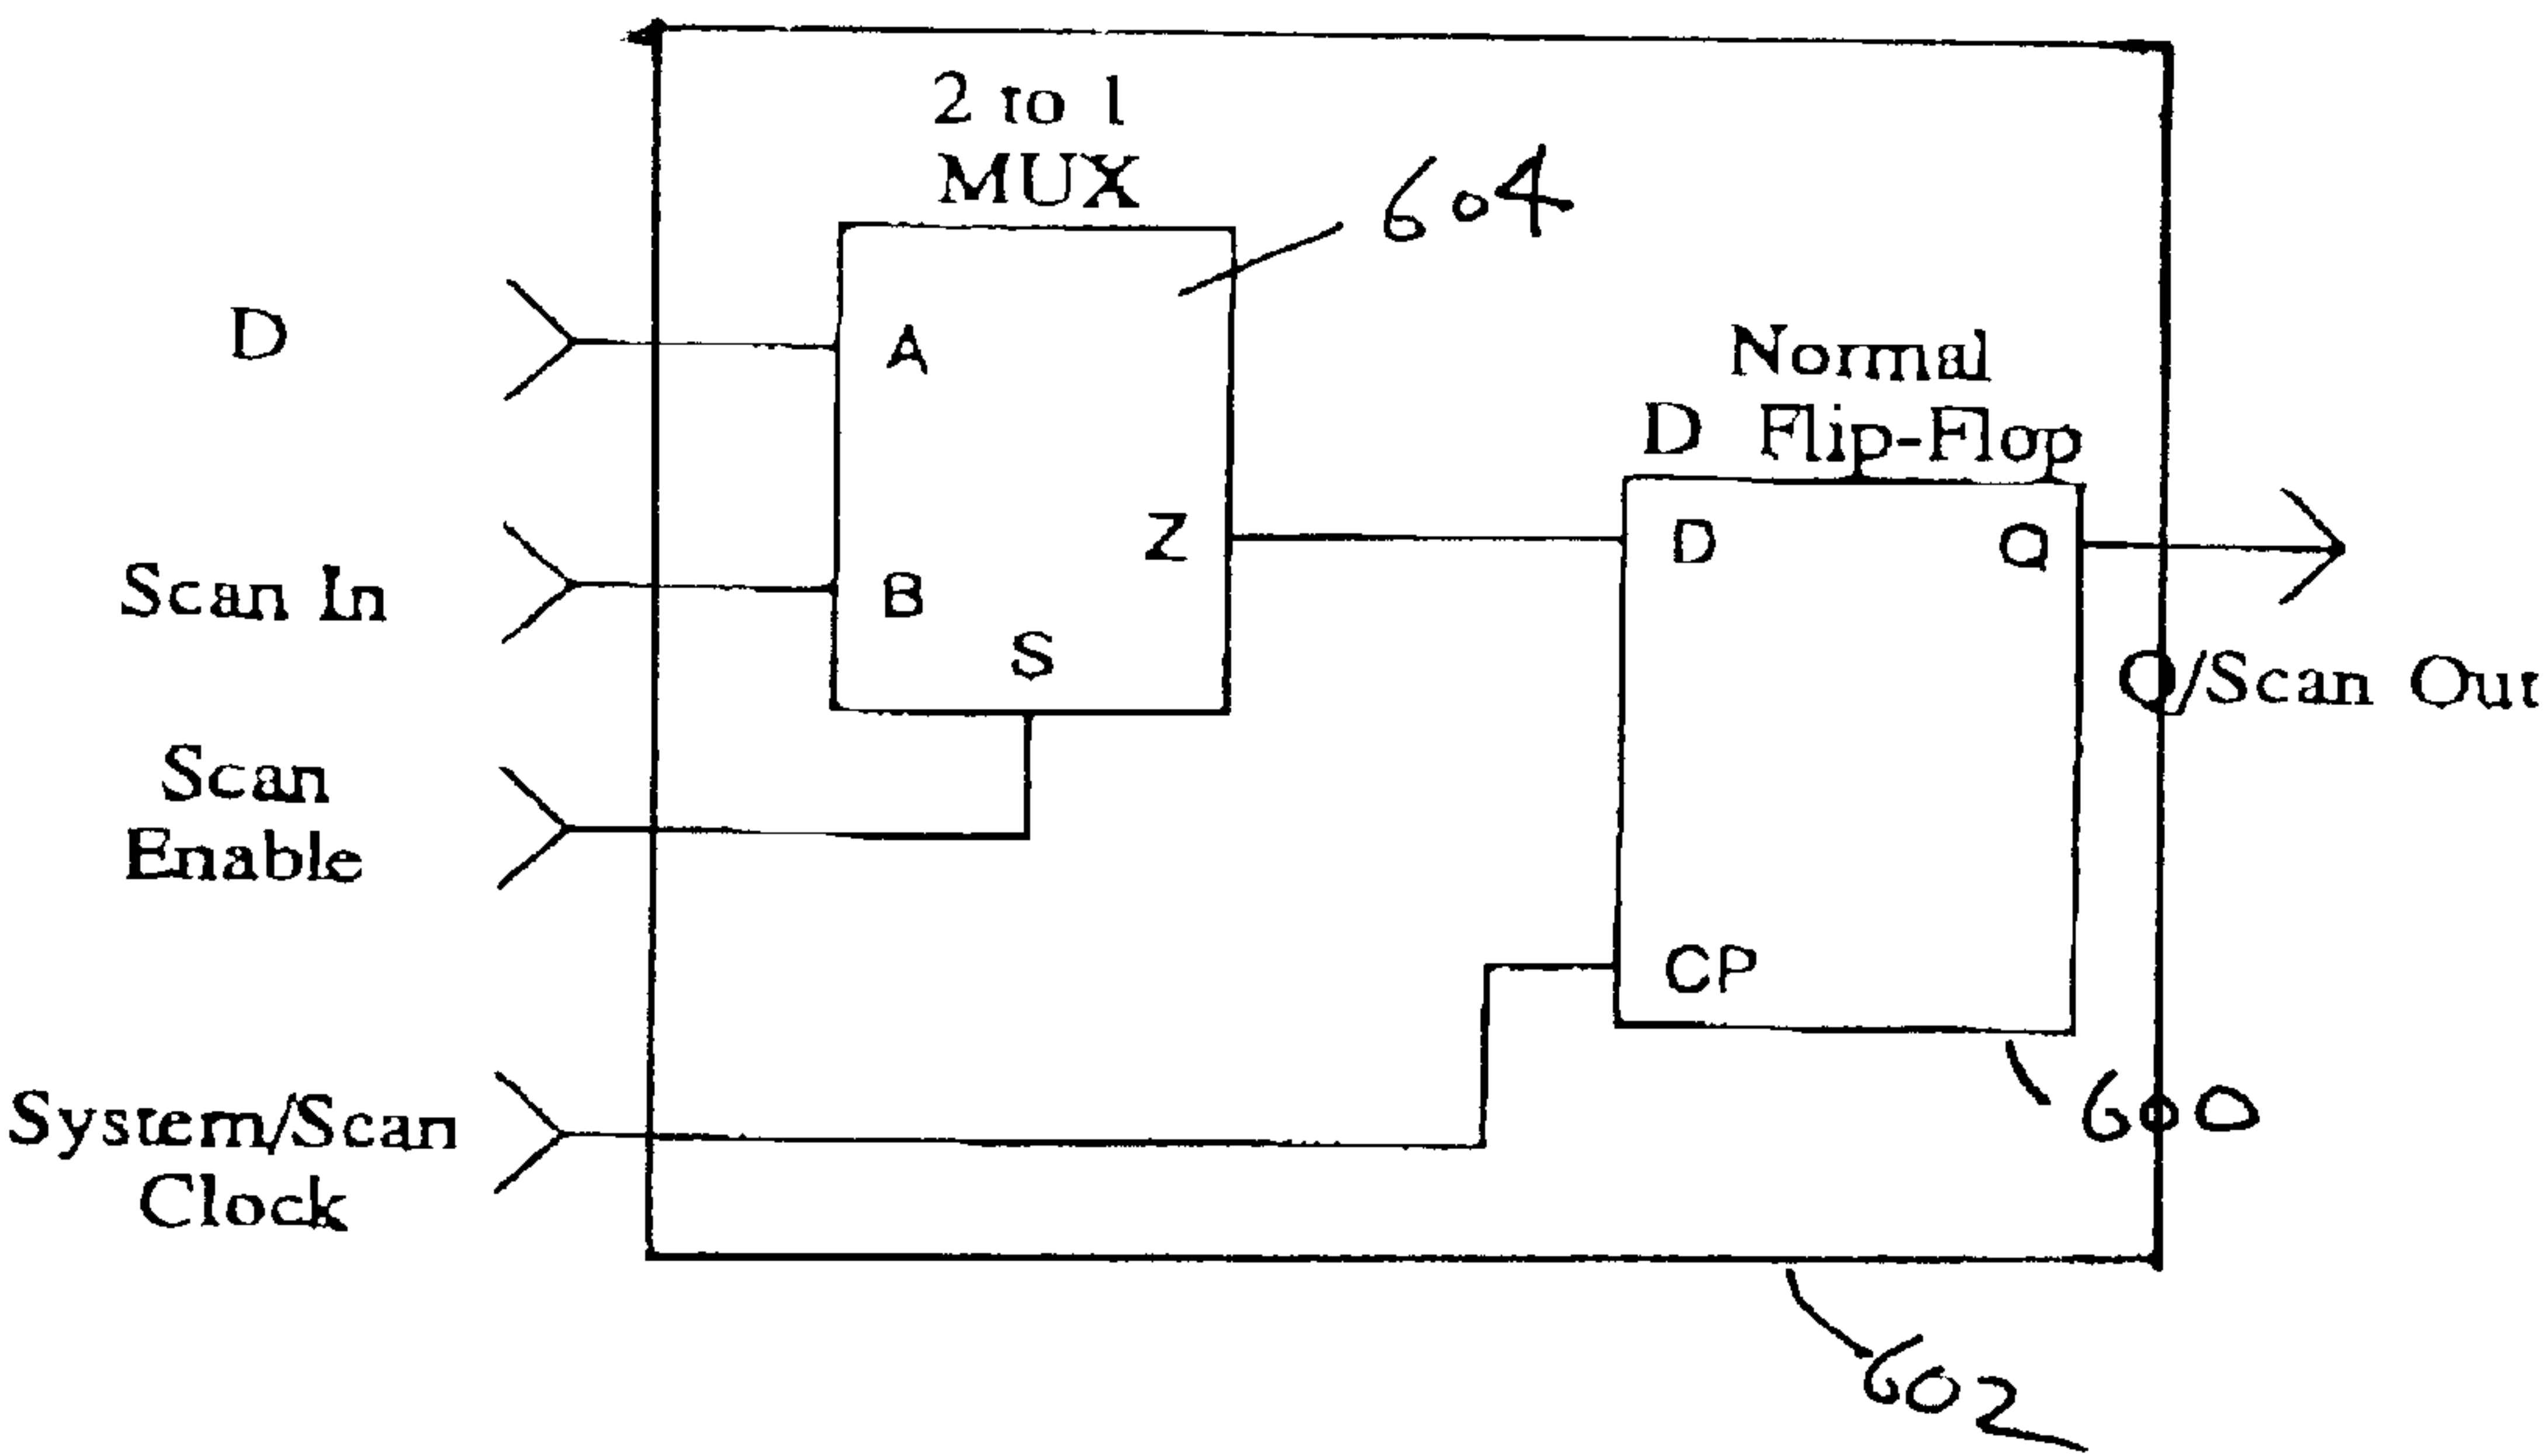 2 to 1
MUX
604
D
A
Normal
D Flip-Flop
Scan In
B
Z
S
D
Q
Q/Scan Out
Scan
Enable
CP
System/Scan
Clock
600
602